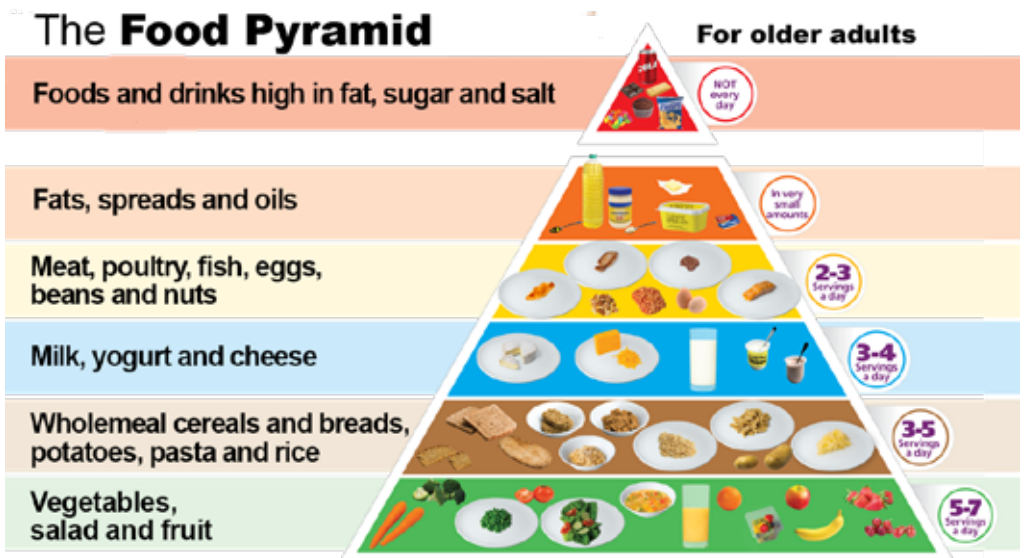 The Food Pyramid
For older adults
Foods and drinks high in fat, sugar and salt
NOT
every
day
Fats, spreads and oils
In very
small
amounts
Meat, poultry, fish, eggs,
beans and nuts
2-3
Servings
a day
Milk, yogurt and cheese
3-4
Servings
a day
Wholemeal cereals and breads,
potatoes, pasta and rice
3-5
Servings
a day
Vegetables,
salad and fruit
5-7
Servings
a day